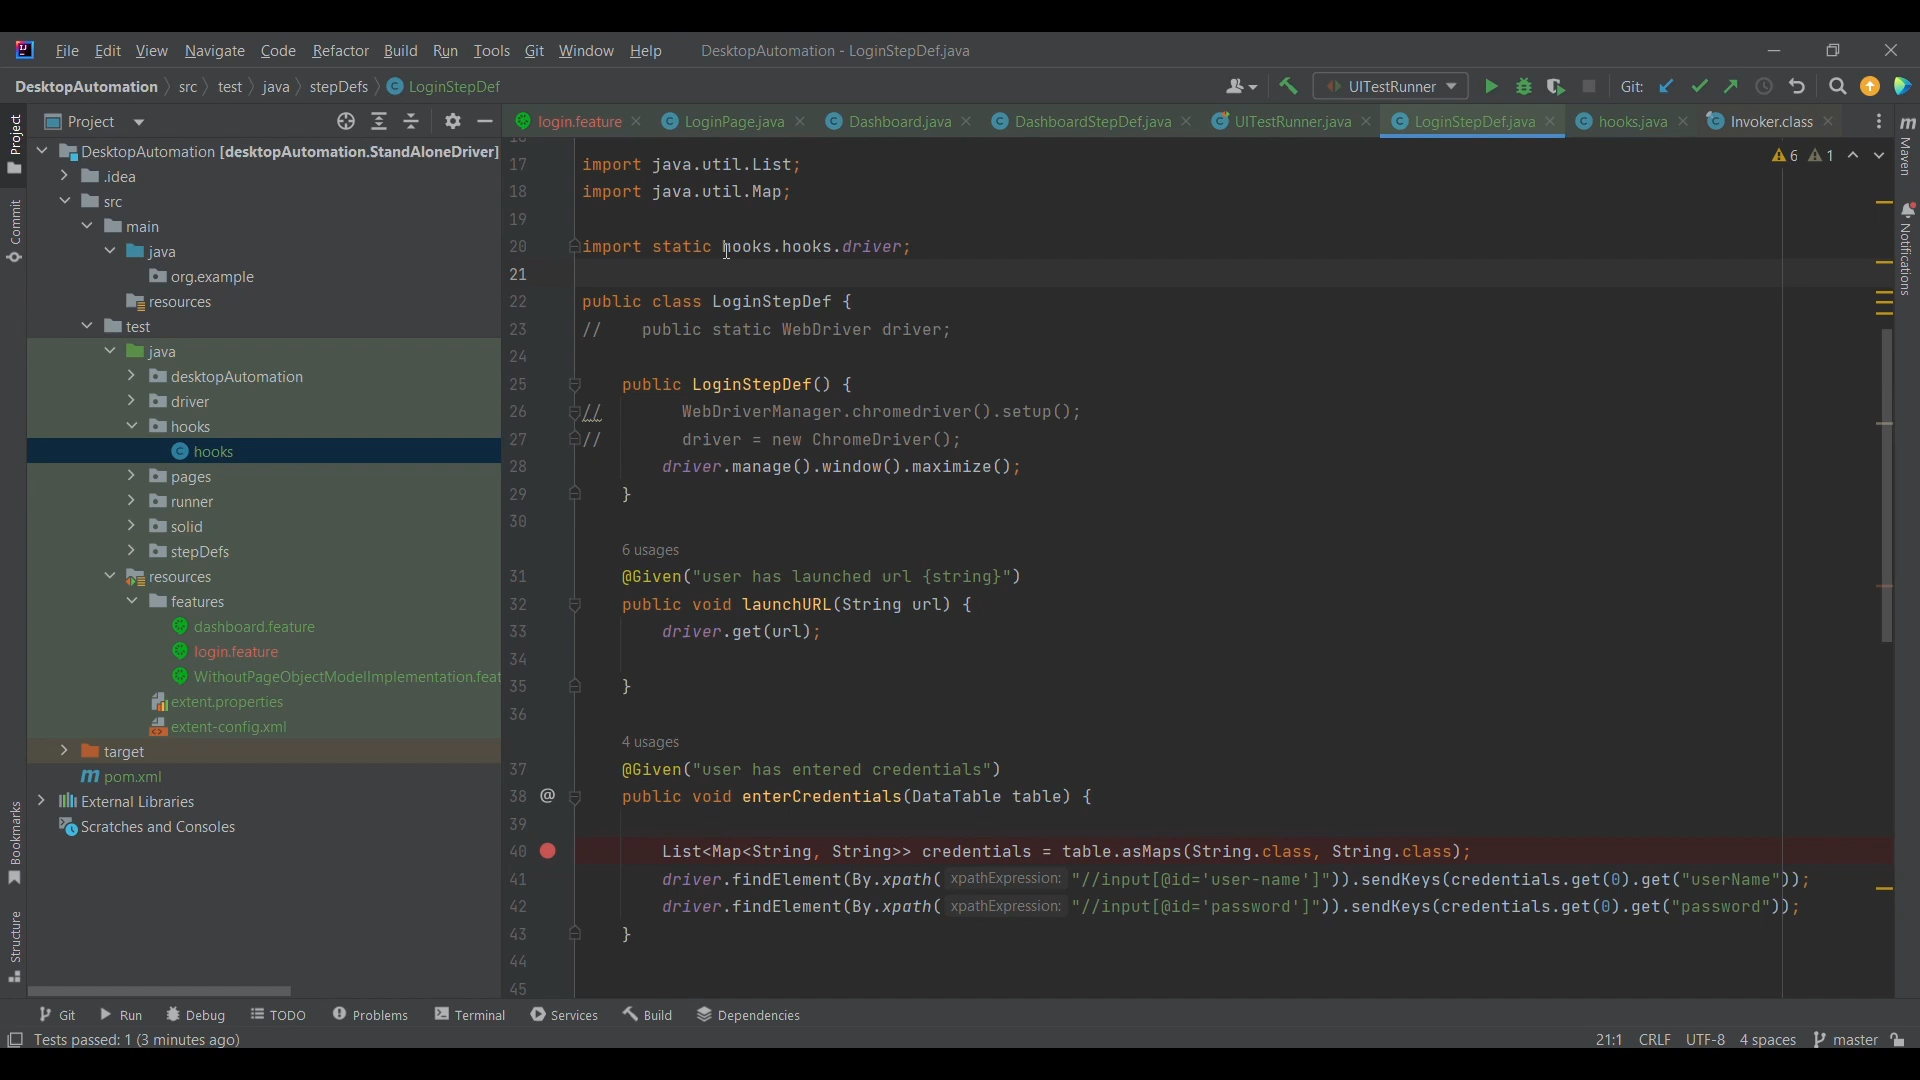 File Edit View Navigate Code Refactor Build Run Tools Git Window Help DesktopAutomation - LoginStepDef.java
DesktopAutomation src test java stepDefs LoginStepDef
UITestRunner Git:
Project
login.feature LoginPage.java Dashboard.java DashboardStepDef.java UITestRunner.java LoginStepDef.java hooks.java Invoker.class
Project
Commit
Bookmarks
Structure
Maven
Notifications
DesktopAutomation [desktopAutomation.StandAloneDriver]
.idea
src
main
java
org.example
resources
test
java
desktopAutomation
driver
hooks
hooks
pages
runner
solid
stepDefs
resources
features
dashboard.feature
login.feature
WithoutPageObjectModelImplementation.feat
extent.properties
extent-config.xml
target
pom.xml
External Libraries
Scratches and Consoles
6 1
17 import java.util.List;
18 import java.util.Map;
19
20 import static hooks.hooks.driver;
21
22 public class LoginStepDef {
23 // public static WebDriver driver;
24
25 public LoginStepDef() {
26 // WebDriverManager.chromedriver().setup();
27 // driver = new ChromeDriver();
28 driver.manage().window().maximize();
29 }
30
6 usages
31 @Given("user has launched url {string}")
32 public void launchURL(String url) {
33 driver.get(url);
34
35 }
36
4 usages
37 @Given("user has entered credentials")
38 @ public void enterCredentials(DataTable table) {
39
40 List<Map<String, String>> credentials = table.asMaps(String.class, String.class);
41 driver.findElement(By.xpath( xpathExpression: "//input[@id='user-name']")).sendKeys(credentials.get(0).get("userName"));
42 driver.findElement(By.xpath( xpathExpression: "//input[@id='password']")).sendKeys(credentials.get(0).get("password"));
43 }
44
45
Git Run Debug TODO Problems Terminal Services Build Dependencies
Tests passed: 1 (3 minutes ago) 21:1 CRLF UTF-8 4 spaces master